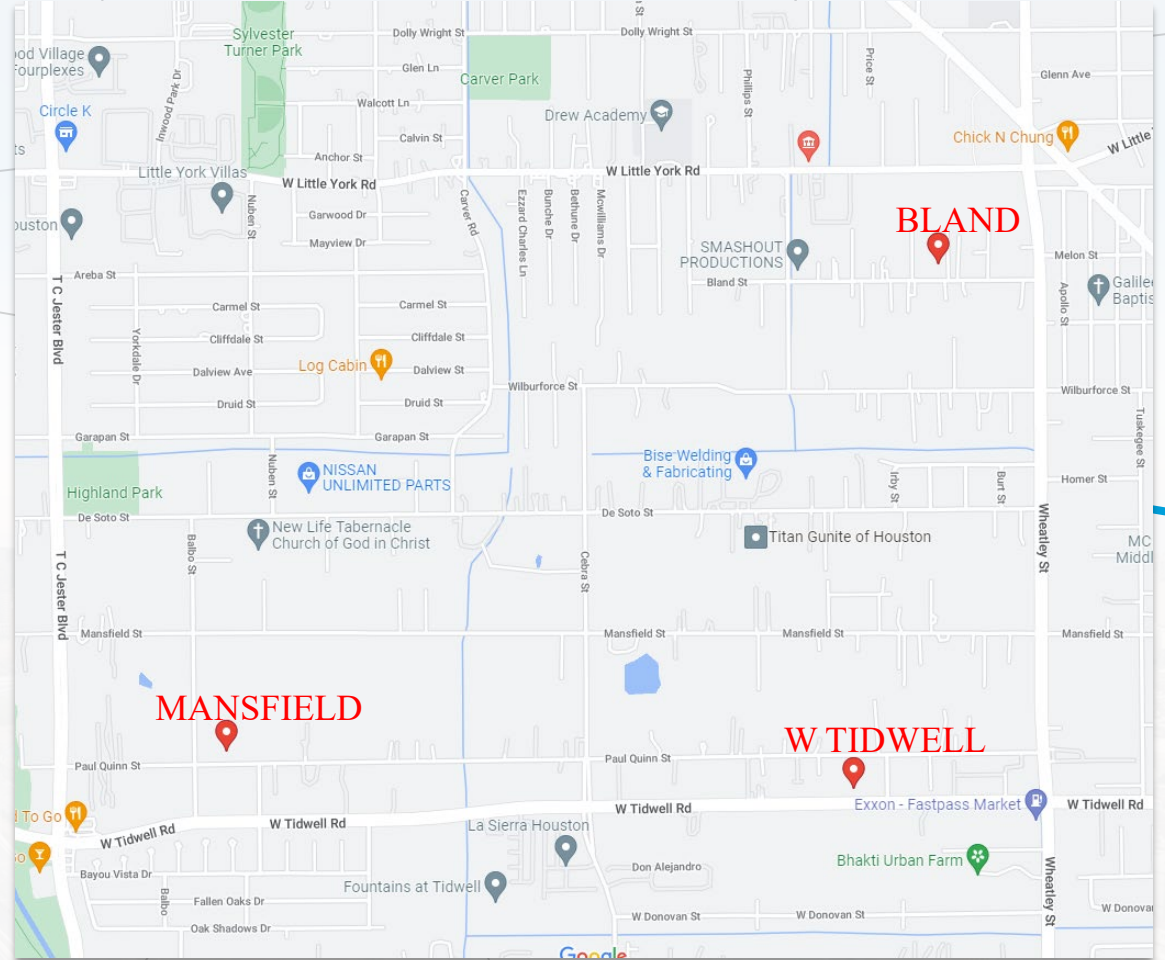 Dolly Wright St
Dolly Wright St
Sylvester
Turner Park
od Village
Fourplexes
Glen Ln
Carver Park
Price St
Phillips St
Glenn Ave
Inwood Park Dr
Walcott Ln
Circle K
Drew Academy
Calvin St
Chick N Chung
W Little
ts
Anchor St
Little York Villas
W Little York Rd
W Little York Rd
Nuben St
Carver Rd
Ezzard Charles Ln
Bunche Dr
Bethune Dr
Mcwilliams Dr
Garwood Dr
uston
BLAND
Mayview Dr
SMASHOUT
PRODUCTIONS
Melon St
Areba St
Bland St
Galile
Baptis
T C Jester Blvd
Apollo St
Carmel St
Carmel St
Yorkdale Dr
Cliffdale St
Cliffdale St
Log Cabin
Dalview Ave
Dalview St
Wilburforce St
Wilburforce St
Druid St
Druid St
Tuskegee St
Garapan St
Garapan St
Nuben St
NISSAN
UNLIMITED PARTS
Bise Welding
& Fabricating
Irby St
Burt St
Homer St
Highland Park
De Soto St
De Soto St
New Life Tabernacle
Church of God in Christ
Titan Gunite of Houston
Wheatley St
MC
Middl
Balbo St
Cebra St
T C Jester Blvd
Mansfield St
Mansfield St
Mansfield St
Mansfield St
MANSFIELD
W TIDWELL
Paul Quinn St
Paul Quinn St
d To Go
W Tidwell Rd
W Tidwell Rd
W Tidwell Rd
Exxon - Fastpass Market
W Tidwell Rd
La Sierra Houston
Bayou Vista Dr
Don Alejandro
Bhakti Urban Farm
Wheatley St
Fountains at Tidwell
Balbo
Fallen Oaks Dr
W Donovan St
W Donovan St
W Donova
Oak Shadows Dr
Google